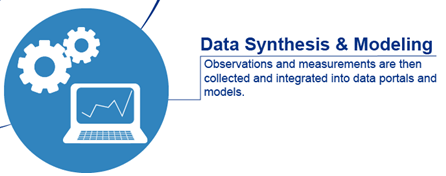 Data Synthesis & Modeling
Observations and measurements are then
collected and integrated into data portals and
models.